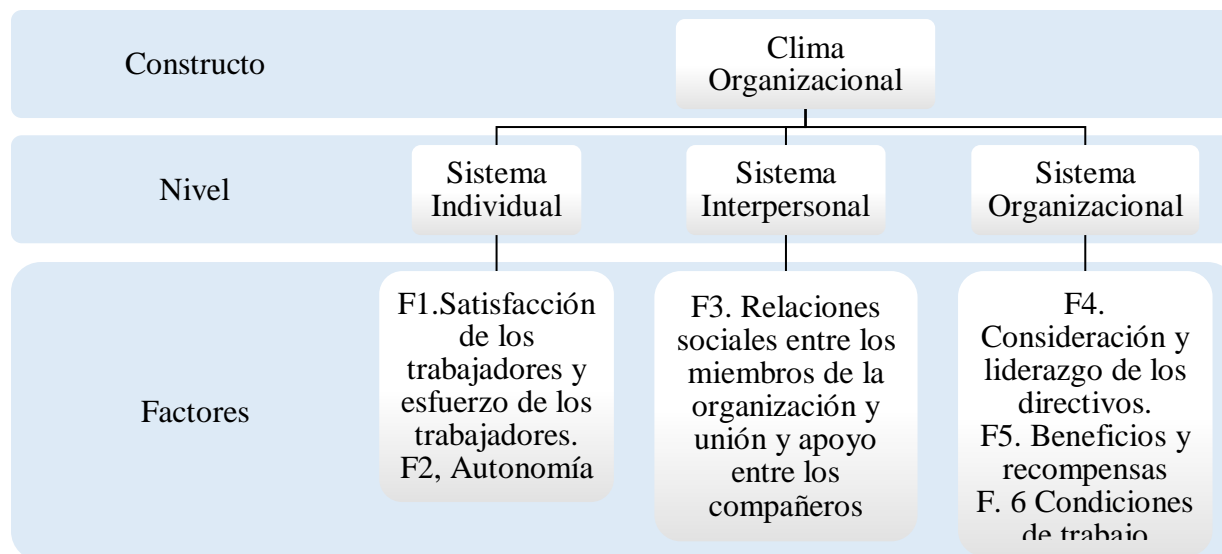 Constructo
Clima
Organizacional
Nivel
Sistema
Individual
Sistema
Interpersonal
Sistema
Organizacional
Factores
F1.Satisfacción
de los
trabajadores y
esfuerzo de los
trabajadores.
F2, Autonomía
F3. Relaciones
sociales entre los
miembros de la
organización y
unión y apoyo
entre los
compañeros
F4.
Consideración y
liderazgo de los
directivos.
F5. Beneficios y
recompensas
F. 6 Condiciones
de trabajo